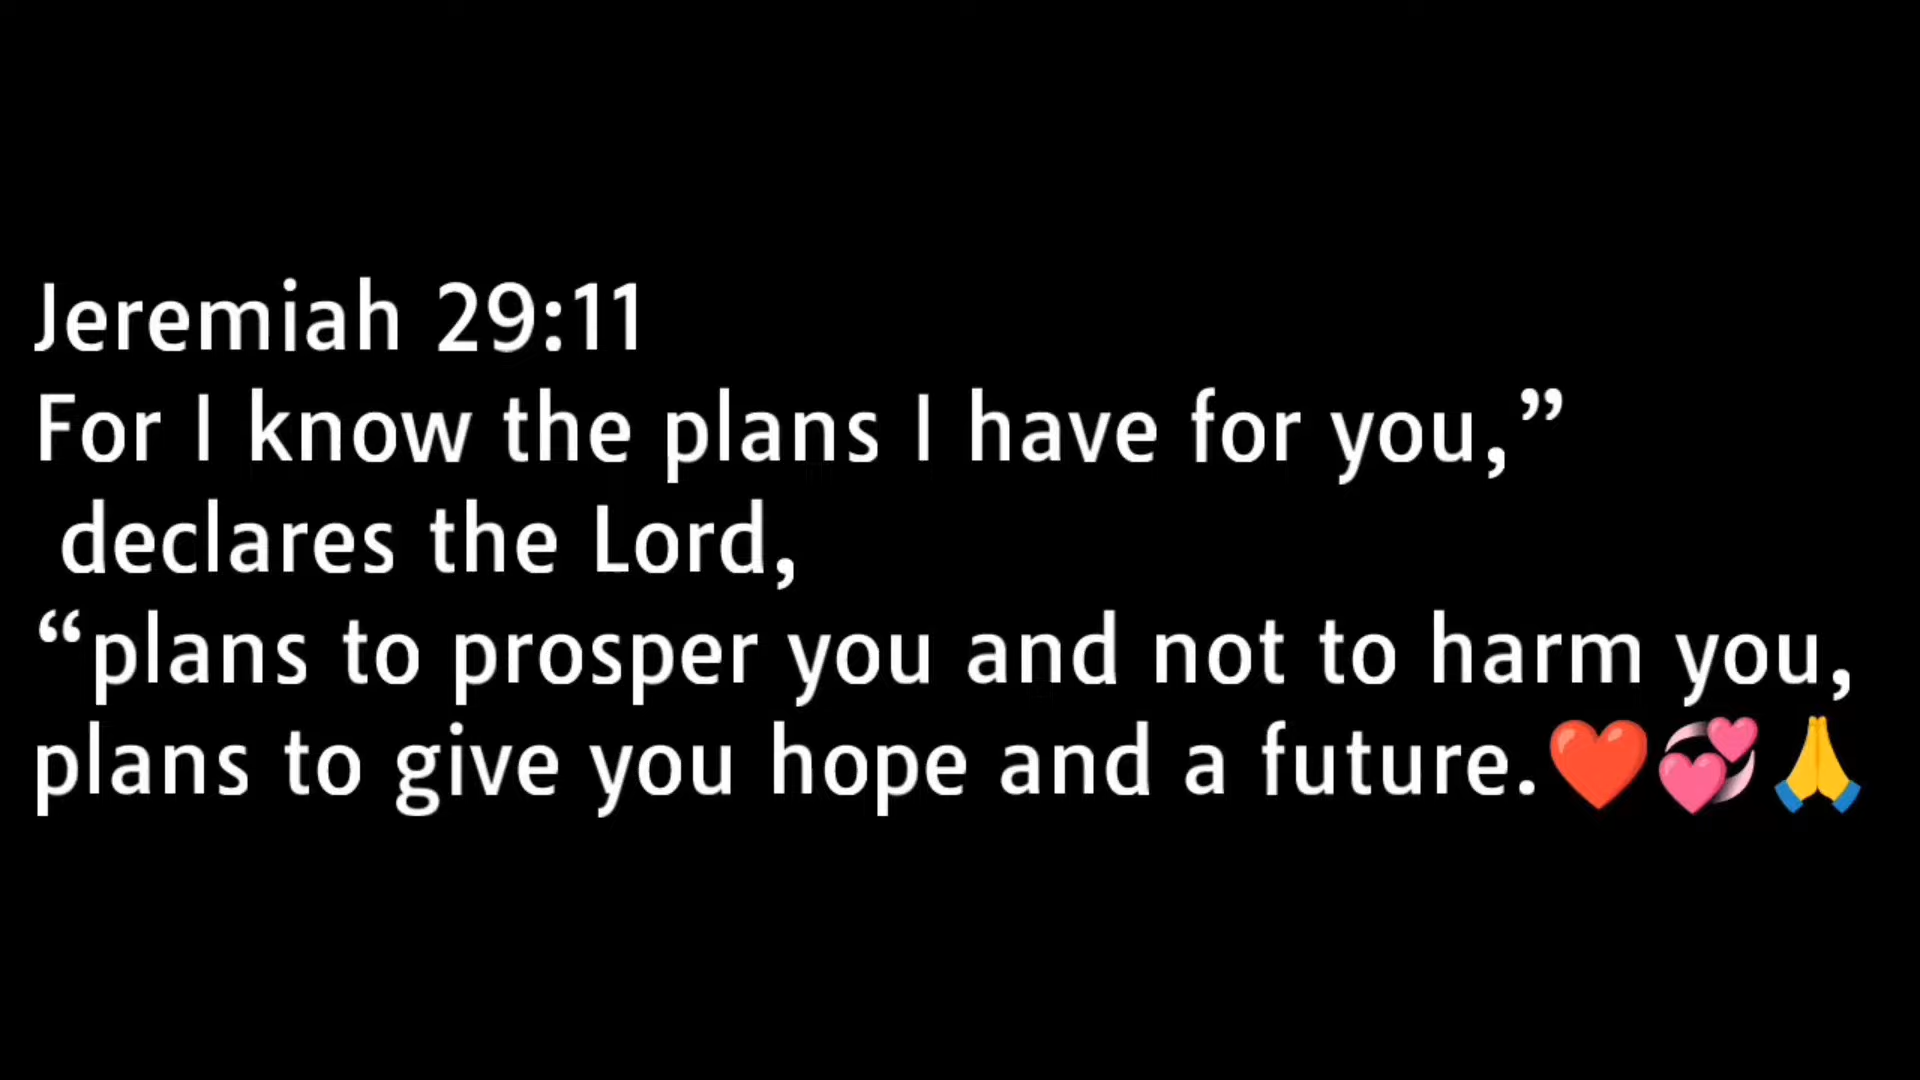 Jeremiah 29:11
For I know the plans I have for you,”
declares the Lord,
“plans to prosper you and not to harm you,
plans to give you hope and a future.❤️💞🙏